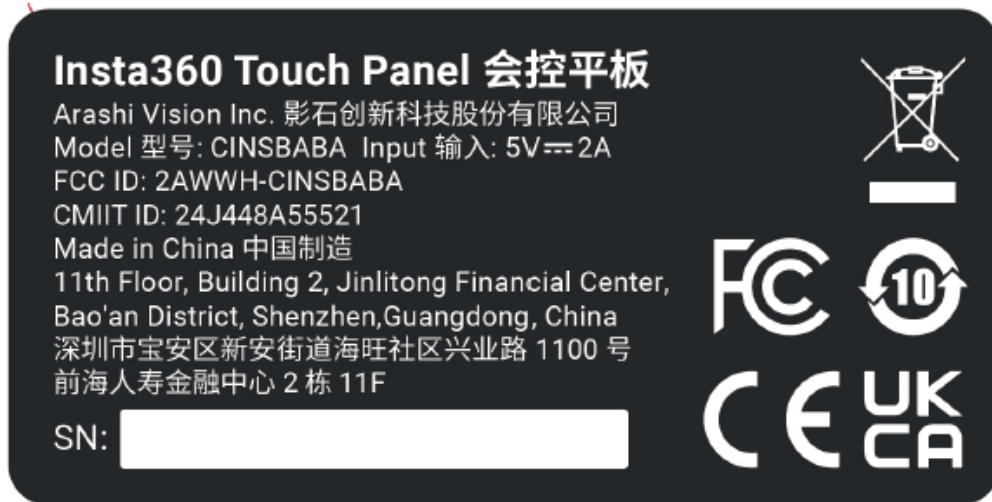 Insta360 Touch Panel 会控平板
Arashi Vision Inc. 影石创新科技股份有限公司
Model 型号: CINSBABA Input 输入: 5V⎓2A
FCC ID: 2AWWH-CINSBABA
CMIIT ID: 24J448A55521
Made in China 中国制造
11th Floor, Building 2, Jinlitong Financial Center,
Bao'an District, Shenzhen,Guangdong, China
深圳市宝安区新安街道海旺社区兴业路 1100 号
前海人寿金融中心 2 栋 11F
SN:
FC
10
CE
UK
CA